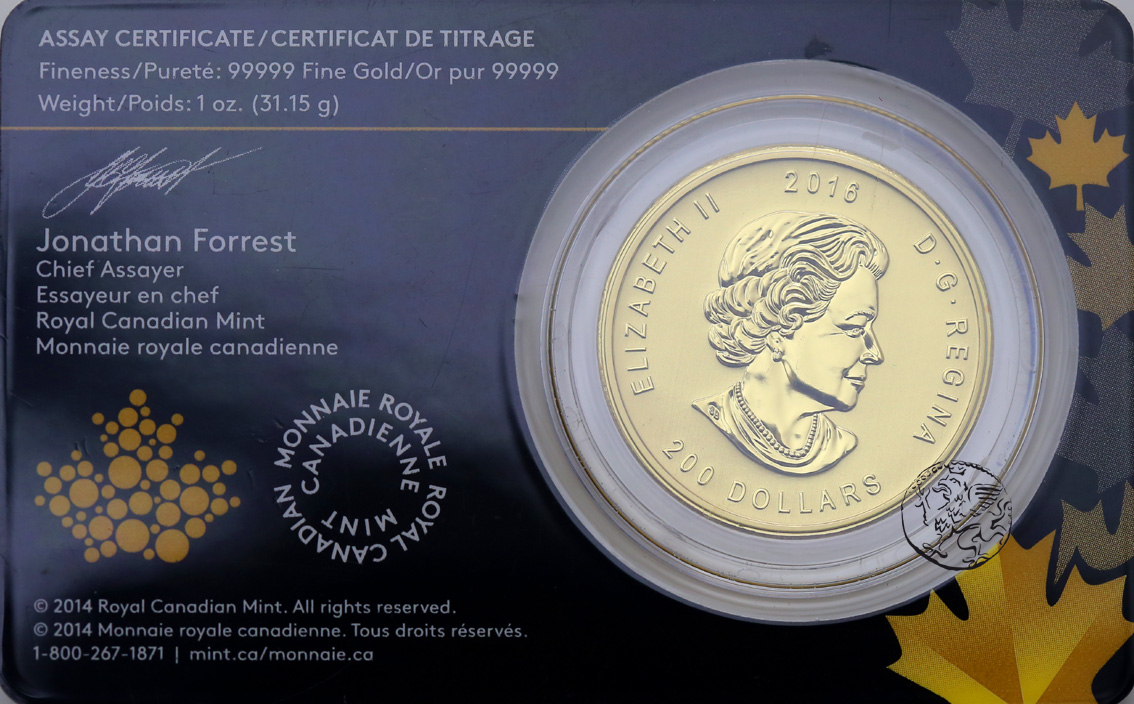 ASSAY CERTIFICATE/CERTIFICAT DE TITRAGE
Fineness/Pureté: 99999 Fine Gold/Or pur 99999
Weight/Poids: 1 oz. (31.15 g)
Jonathan Forrest
Chief Assayer
Essayeur en chef
Royal Canadian Mint
Monnaie royale canadienne
MONNAIE ROYALE CANADIENNE
ROYAL CANADIAN MINT
© 2014 Royal Canadian Mint. All rights reserved.
© 2014 Monnaie royale canadienne. Tous droits réservés.
1-800-267-1871 | mint.ca/monnaie.ca
ELIZABETH II
2016
D·G·REGINA
200 DOLLARS